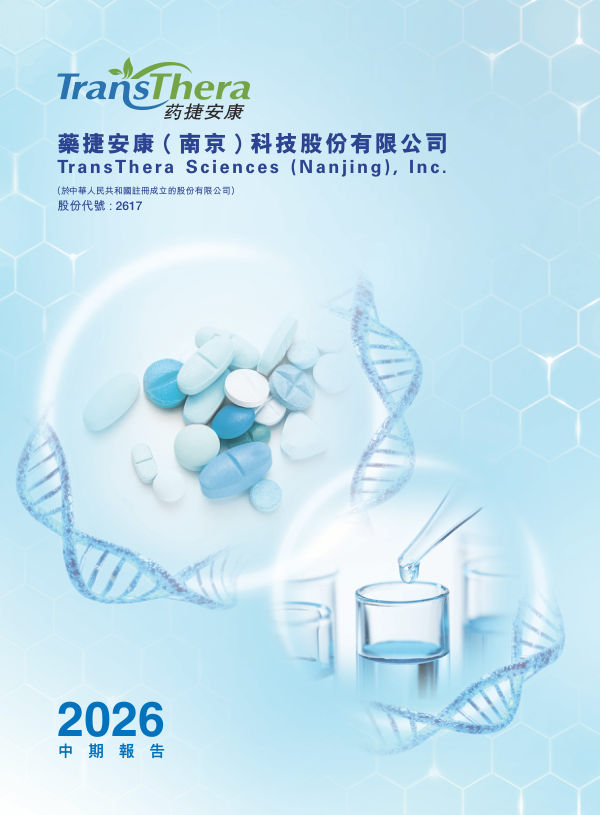 TransThera
药捷安康
藥捷安康（南京）科技股份有限公司
TransThera Sciences (Nanjing), Inc.
(於中華人民共和國註冊成立的股份有限公司)
股份代號 : 2617
2026
中期報告